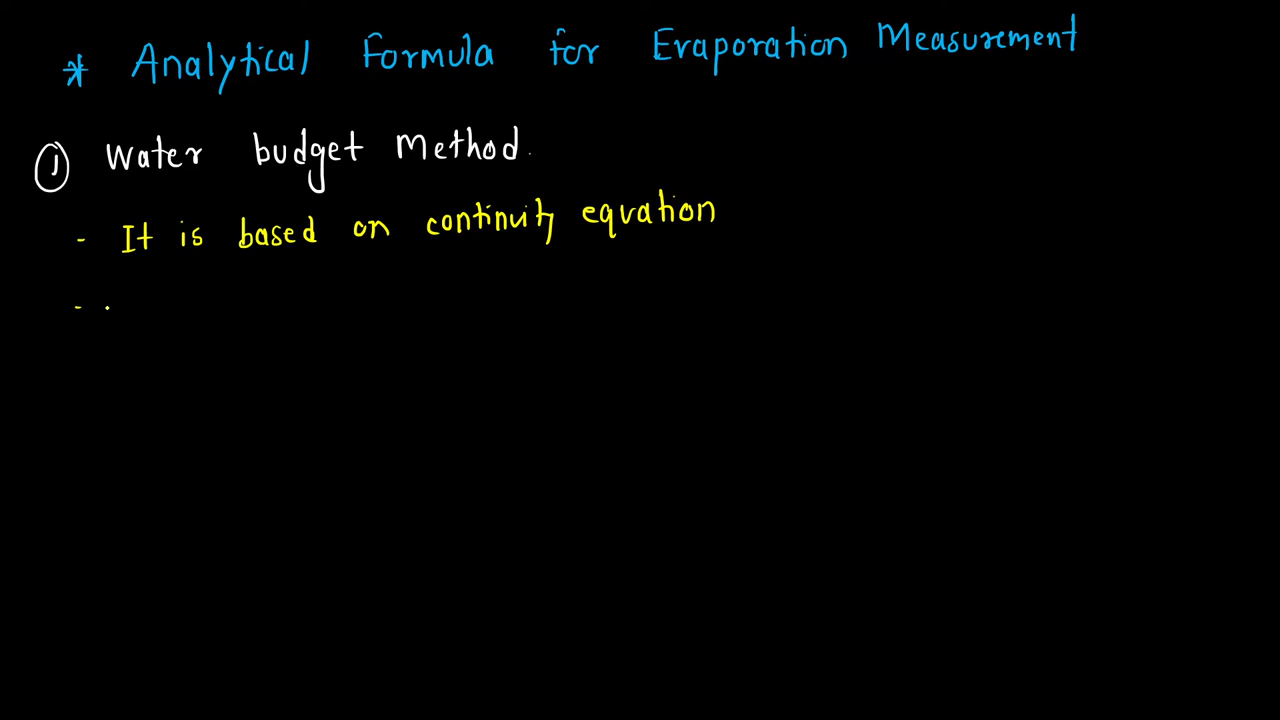 * Analytical Formula for Evaporation Measurement
① Water budget Method.
- It is based on continuity equation
-